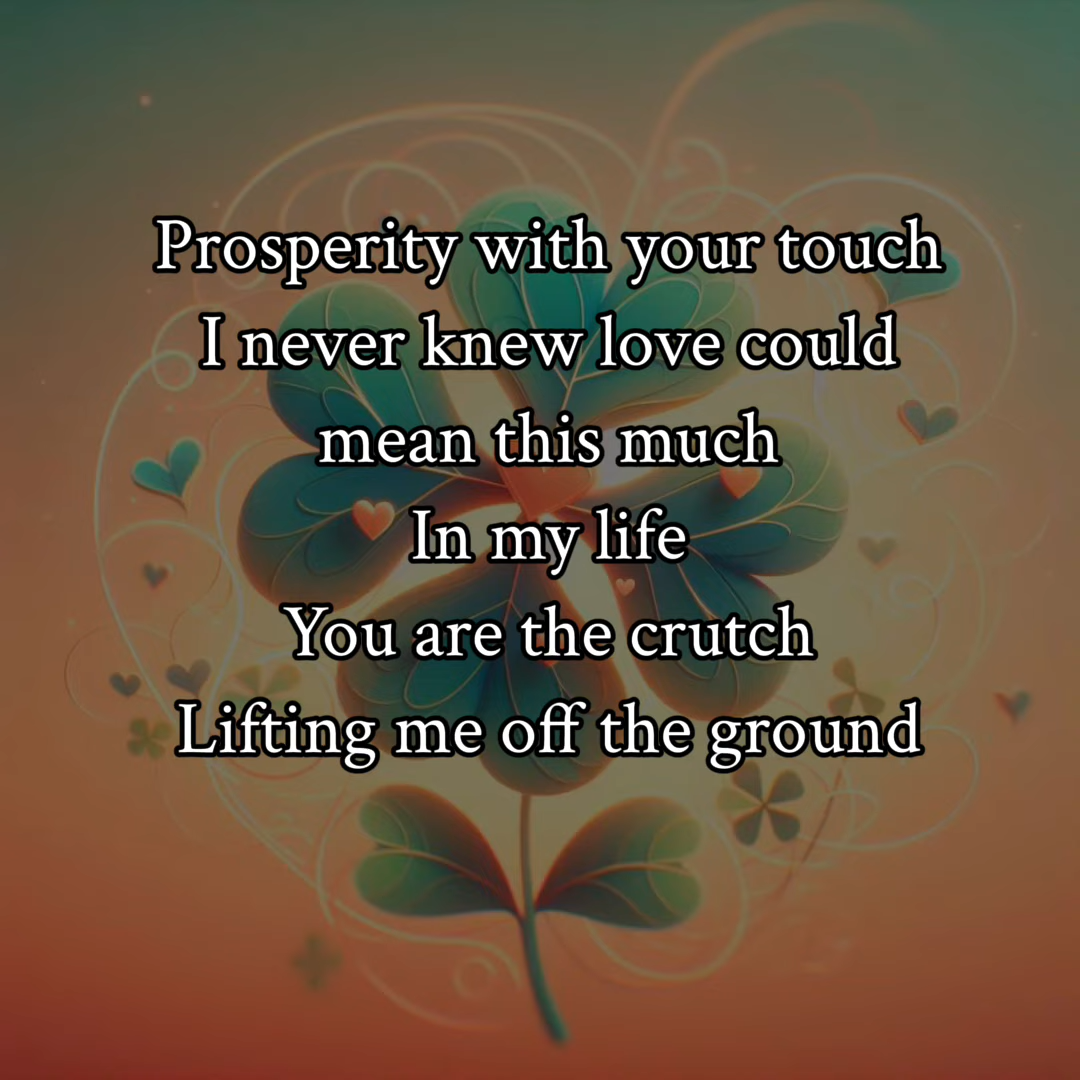 Prosperity with your touch
I never knew love could
mean this much
In my life
You are the crutch
Lifting me off the ground